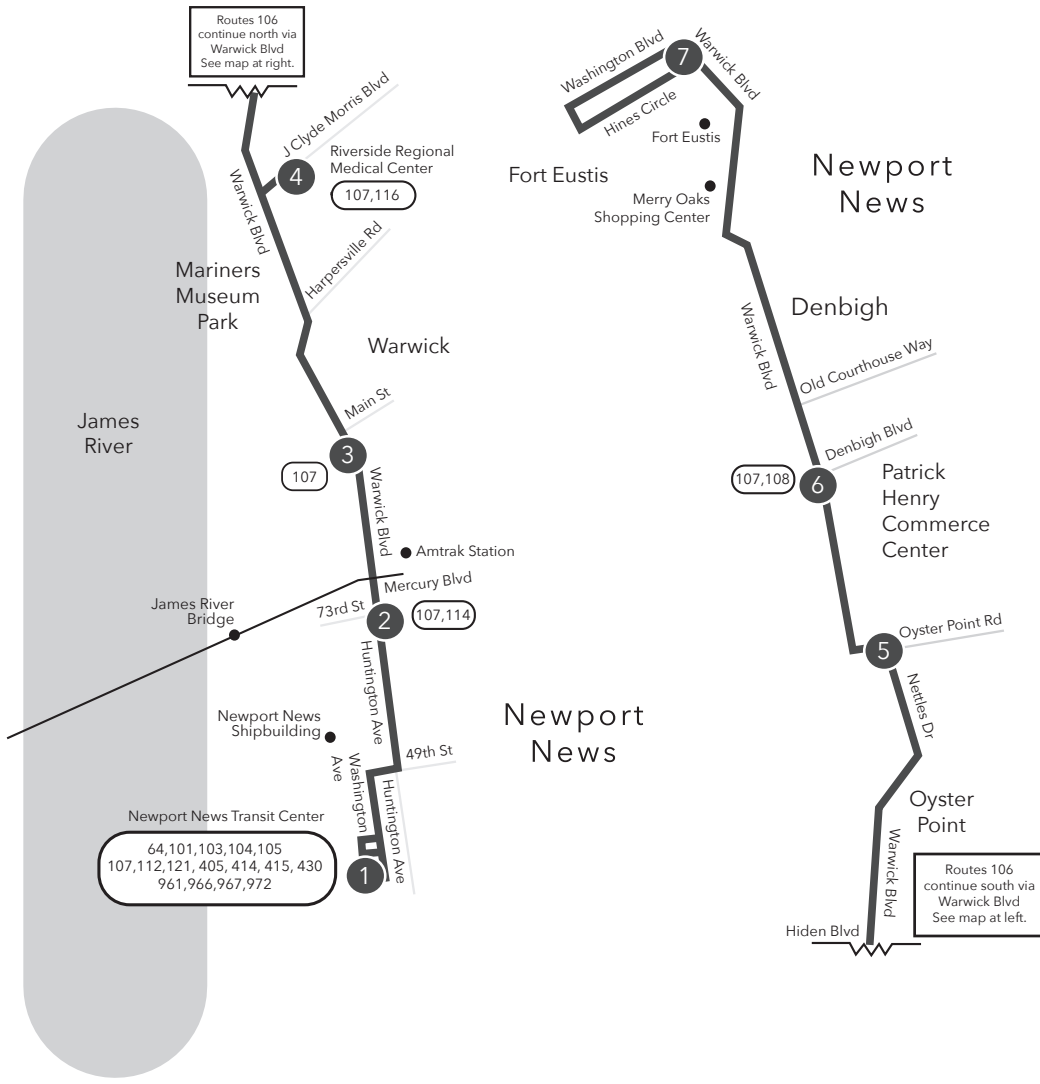 Routes 106
continue north via
Warwick Blvd
See map at right.
J Clyde Morris Blvd
4
Riverside Regional
Medical Center
107,116
Warwick Blvd
Harpersville Rd
Mariners
Museum
Park
Warwick
James
River
Main St
3
107
Warwick Blvd
Amtrak Station
Mercury Blvd
73rd St
2
107,114
James River
Bridge
Huntington Ave
Newport News
Shipbuilding
Newport
News
49th St
Washington
Ave
Huntington Ave
Newport News Transit Center
64,101,103,104,105
107,112,121, 405, 414, 415, 430
961,966,967,972
1
Washington Blvd
7
Warwick Blvd
Hines Circle
Fort Eustis
Fort Eustis
Merry Oaks
Shopping Center
Newport
News
Denbigh
Warwick Blvd
Old Courthouse Way
Denbigh Blvd
107,108
6
Patrick
Henry
Commerce
Center
Oyster Point Rd
5
Nettles Dr
Oyster
Point
Warwick Blvd
Routes 106
continue south via
Warwick Blvd
See map at left.
Hiden Blvd